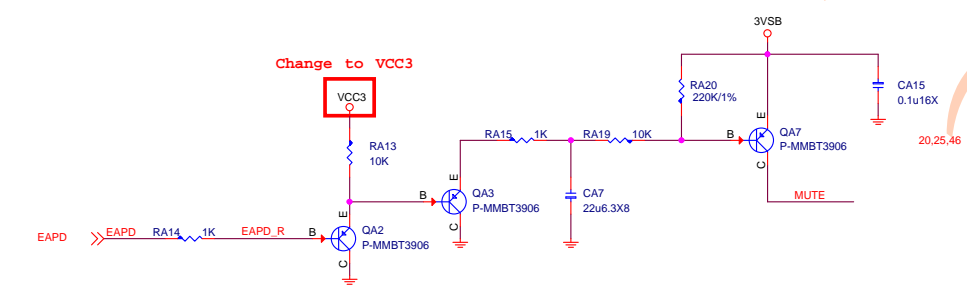 3VSB
Change to VCC3
VCC3
RA20
220K/1%
CA15
0.1u16X
RA13
10K
RA15 1K
RA19 10K
E
B
QA7
P-MMBT3906
C
20,25,46
MUTE
E
B
QA3
P-MMBT3906
C
CA7
22u6.3X8
EAPD
EAPD
RA14 1K
EAPD_R
E
B
QA2
P-MMBT3906
C